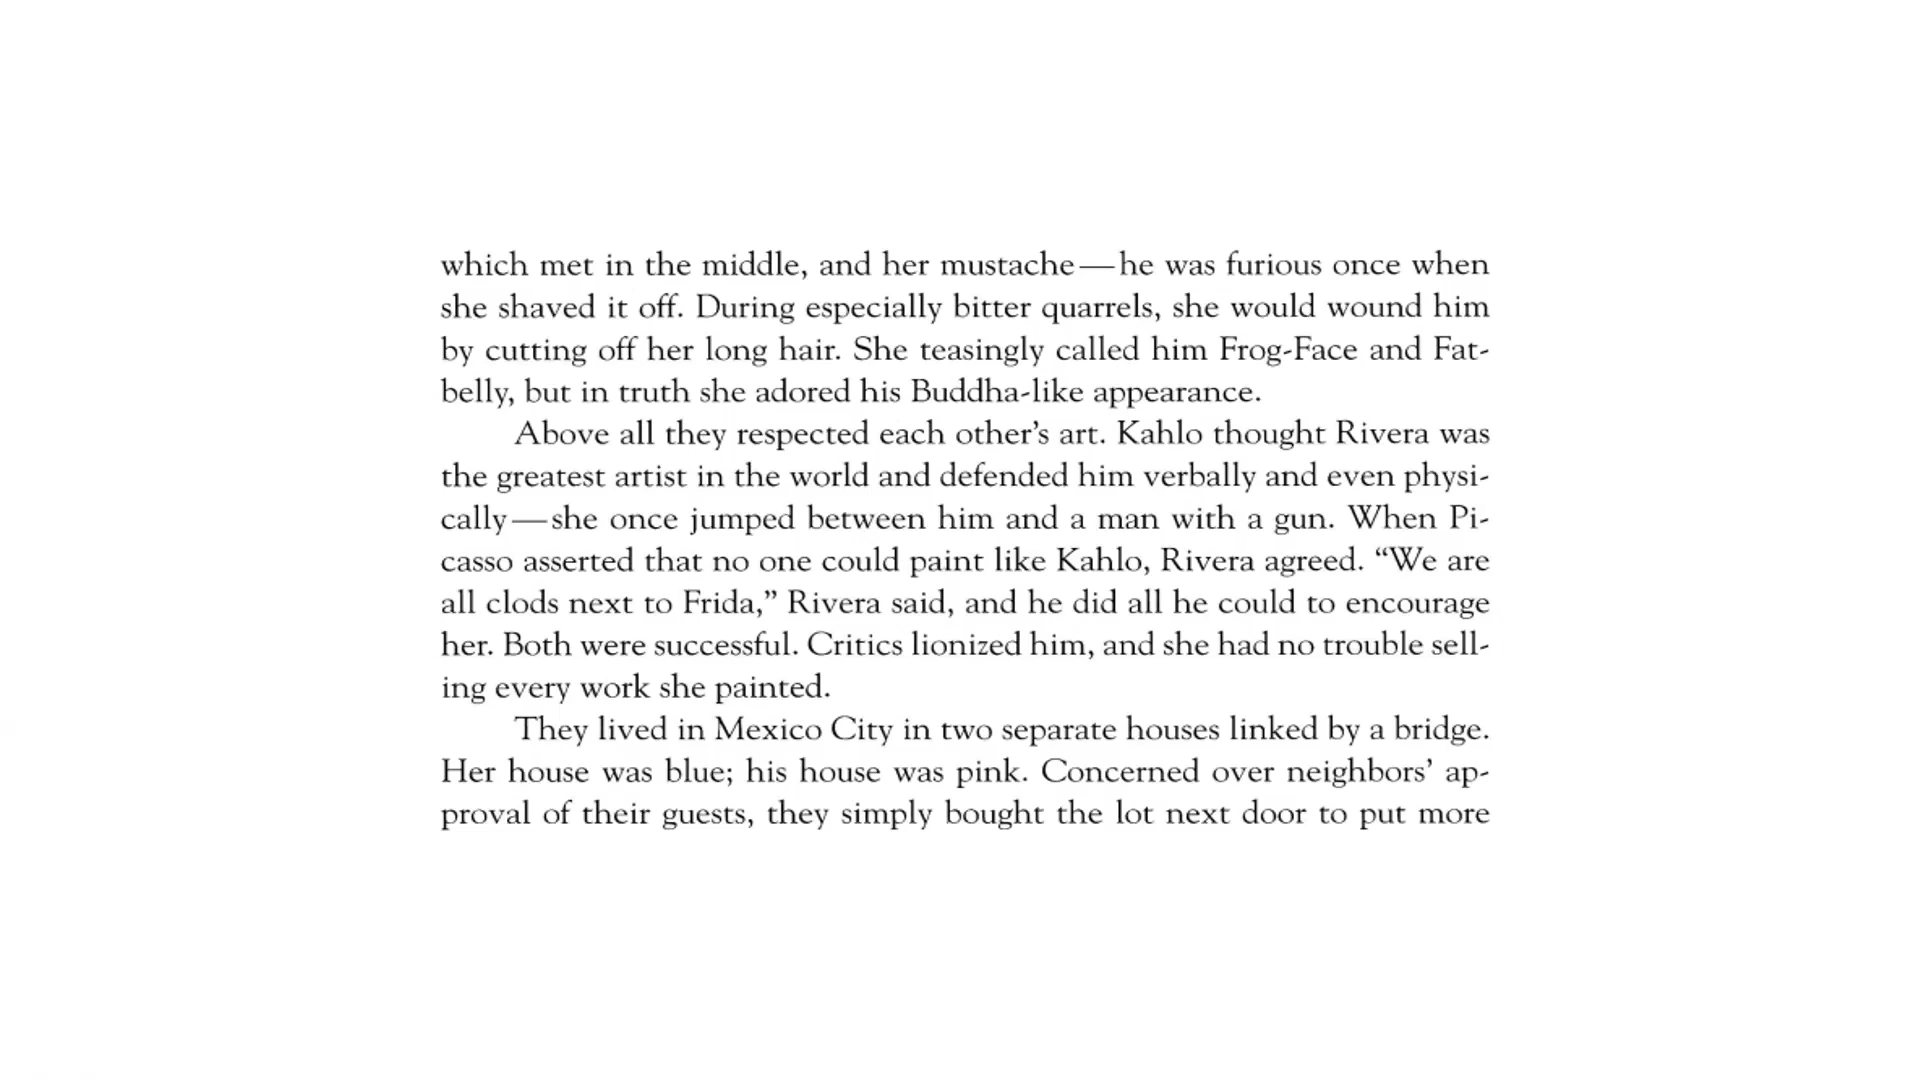 which met in the middle, and her mustache—he was furious once when
she shaved it off. During especially bitter quarrels, she would wound him
by cutting off her long hair. She teasingly called him Frog-Face and Fat-
belly, but in truth she adored his Buddha-like appearance.
Above all they respected each other’s art. Kahlo thought Rivera was
the greatest artist in the world and defended him verbally and even physi-
cally—she once jumped between him and a man with a gun. When Pi-
casso asserted that no one could paint like Kahlo, Rivera agreed. “We are
all clods next to Frida,” Rivera said, and he did all he could to encourage
her. Both were successful. Critics lionized him, and she had no trouble sell-
ing every work she painted.
They lived in Mexico City in two separate houses linked by a bridge.
Her house was blue; his house was pink. Concerned over neighbors’ ap-
proval of their guests, they simply bought the lot next door to put more